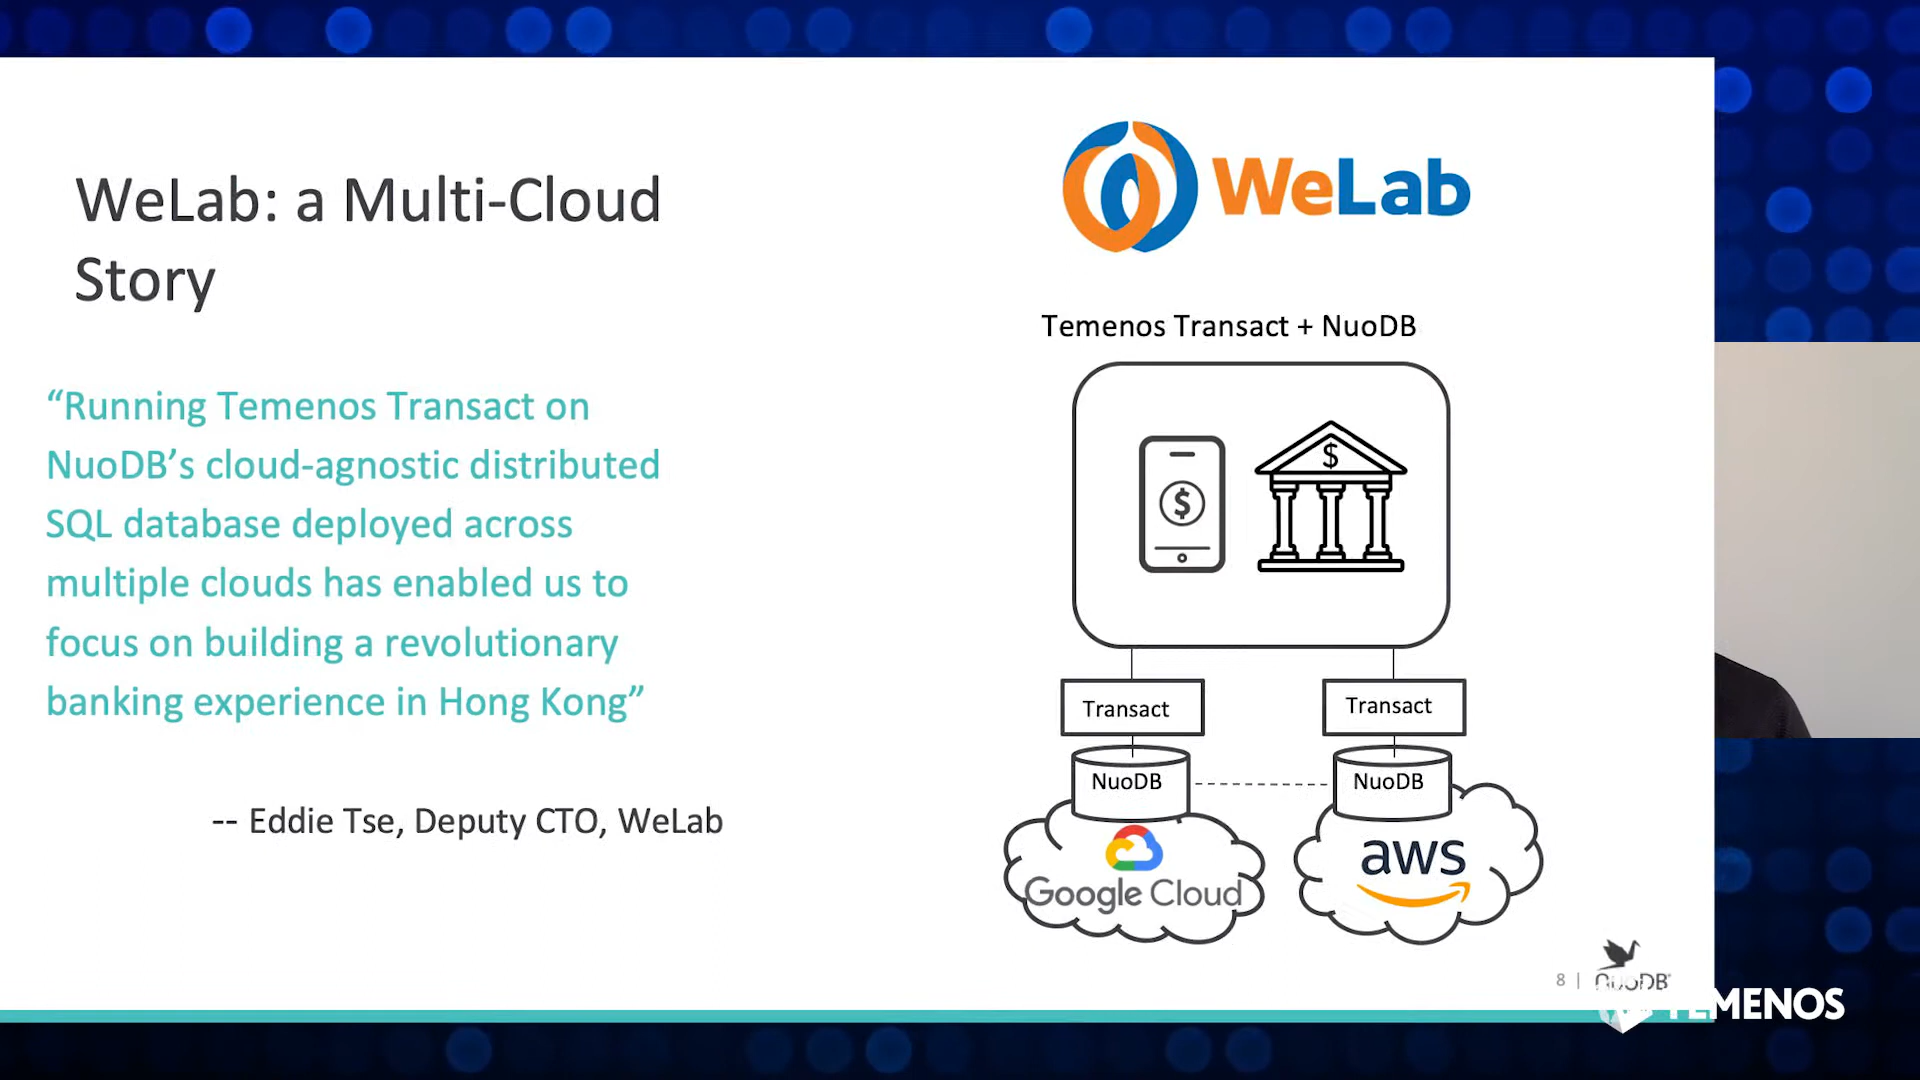 WeLab: a Multi-Cloud
Story
“Running Temenos Transact on
NuoDB’s cloud-agnostic distributed
SQL database deployed across
multiple clouds has enabled us to
focus on building a revolutionary
banking experience in Hong Kong”
-- Eddie Tse, Deputy CTO, WeLab
WeLab
Temenos Transact + NuoDB
$
$
Transact
Transact
NuoDB
NuoDB
Google Cloud
aws
8 |
nuoDB
TEMENOS